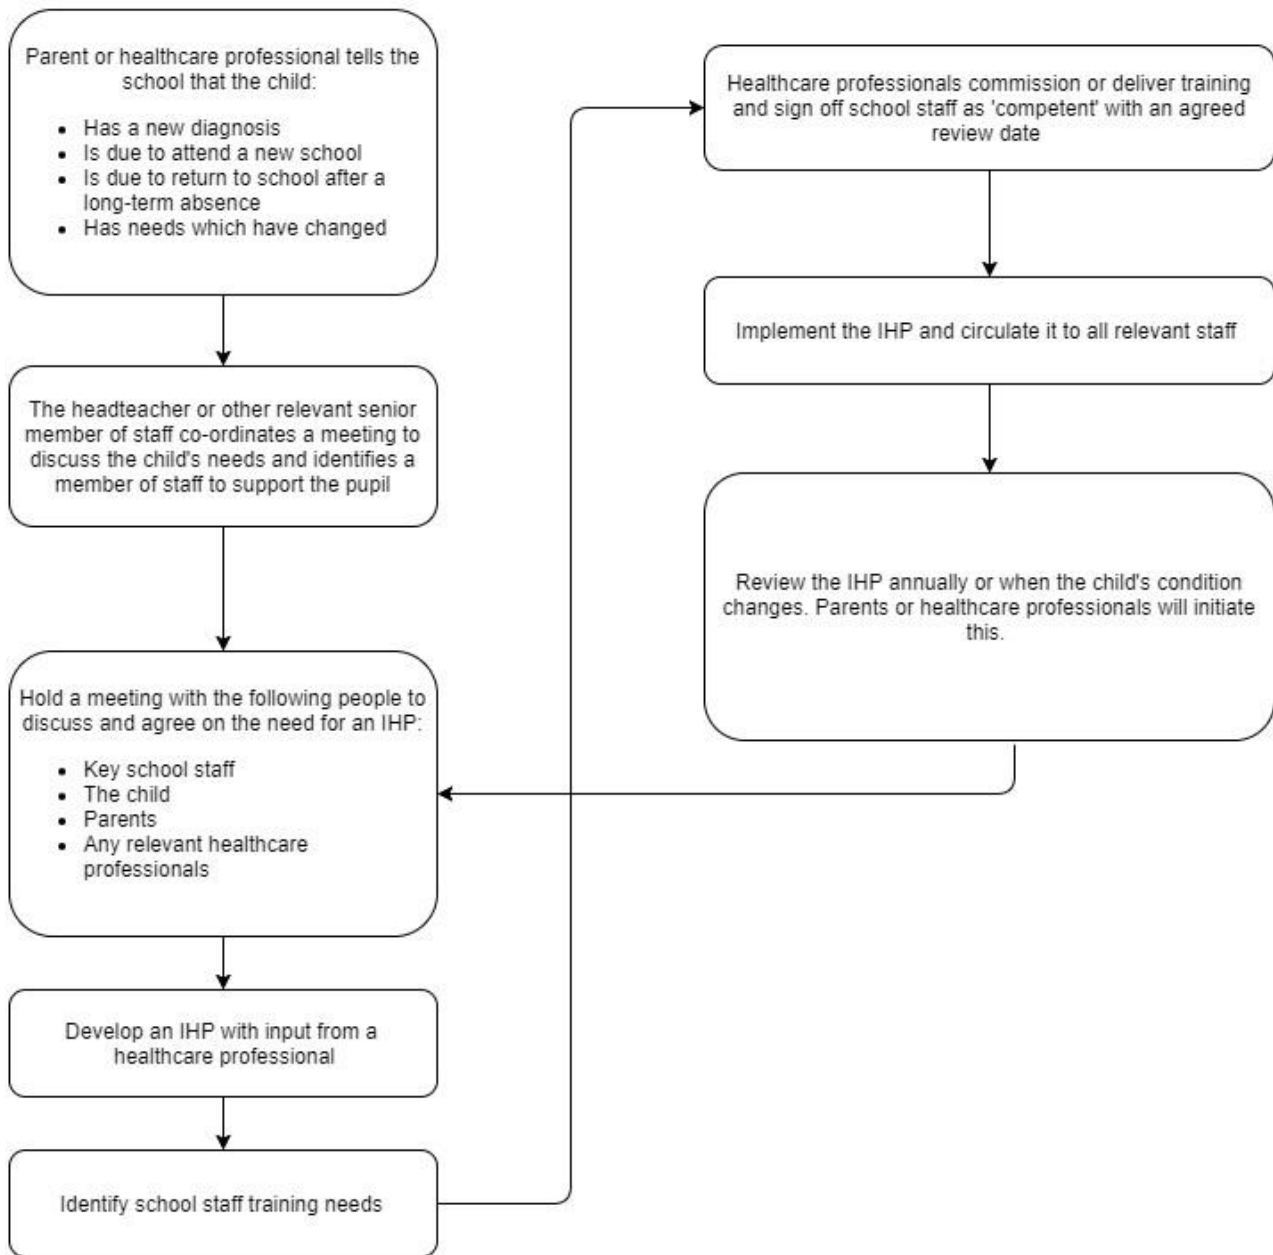 Parent or healthcare professional tells the
school that the child:
• Has a new diagnosis
• Is due to attend a new school
• Is due to return to school after a
long-term absence
• Has needs which have changed
The headteacher or other relevant senior
member of staff co-ordinates a meeting to
discuss the child's needs and identifies a
member of staff to support the pupil
Hold a meeting with the following people to
discuss and agree on the need for an IHP:
• Key school staff
• The child
• Parents
• Any relevant healthcare
professionals
Develop an IHP with input from a
healthcare professional
Identify school staff training needs
Healthcare professionals commission or deliver training
and sign off school staff as 'competent' with an agreed
review date
Implement the IHP and circulate it to all relevant staff
Review the IHP annually or when the child's condition
changes. Parents or healthcare professionals will initiate
this.